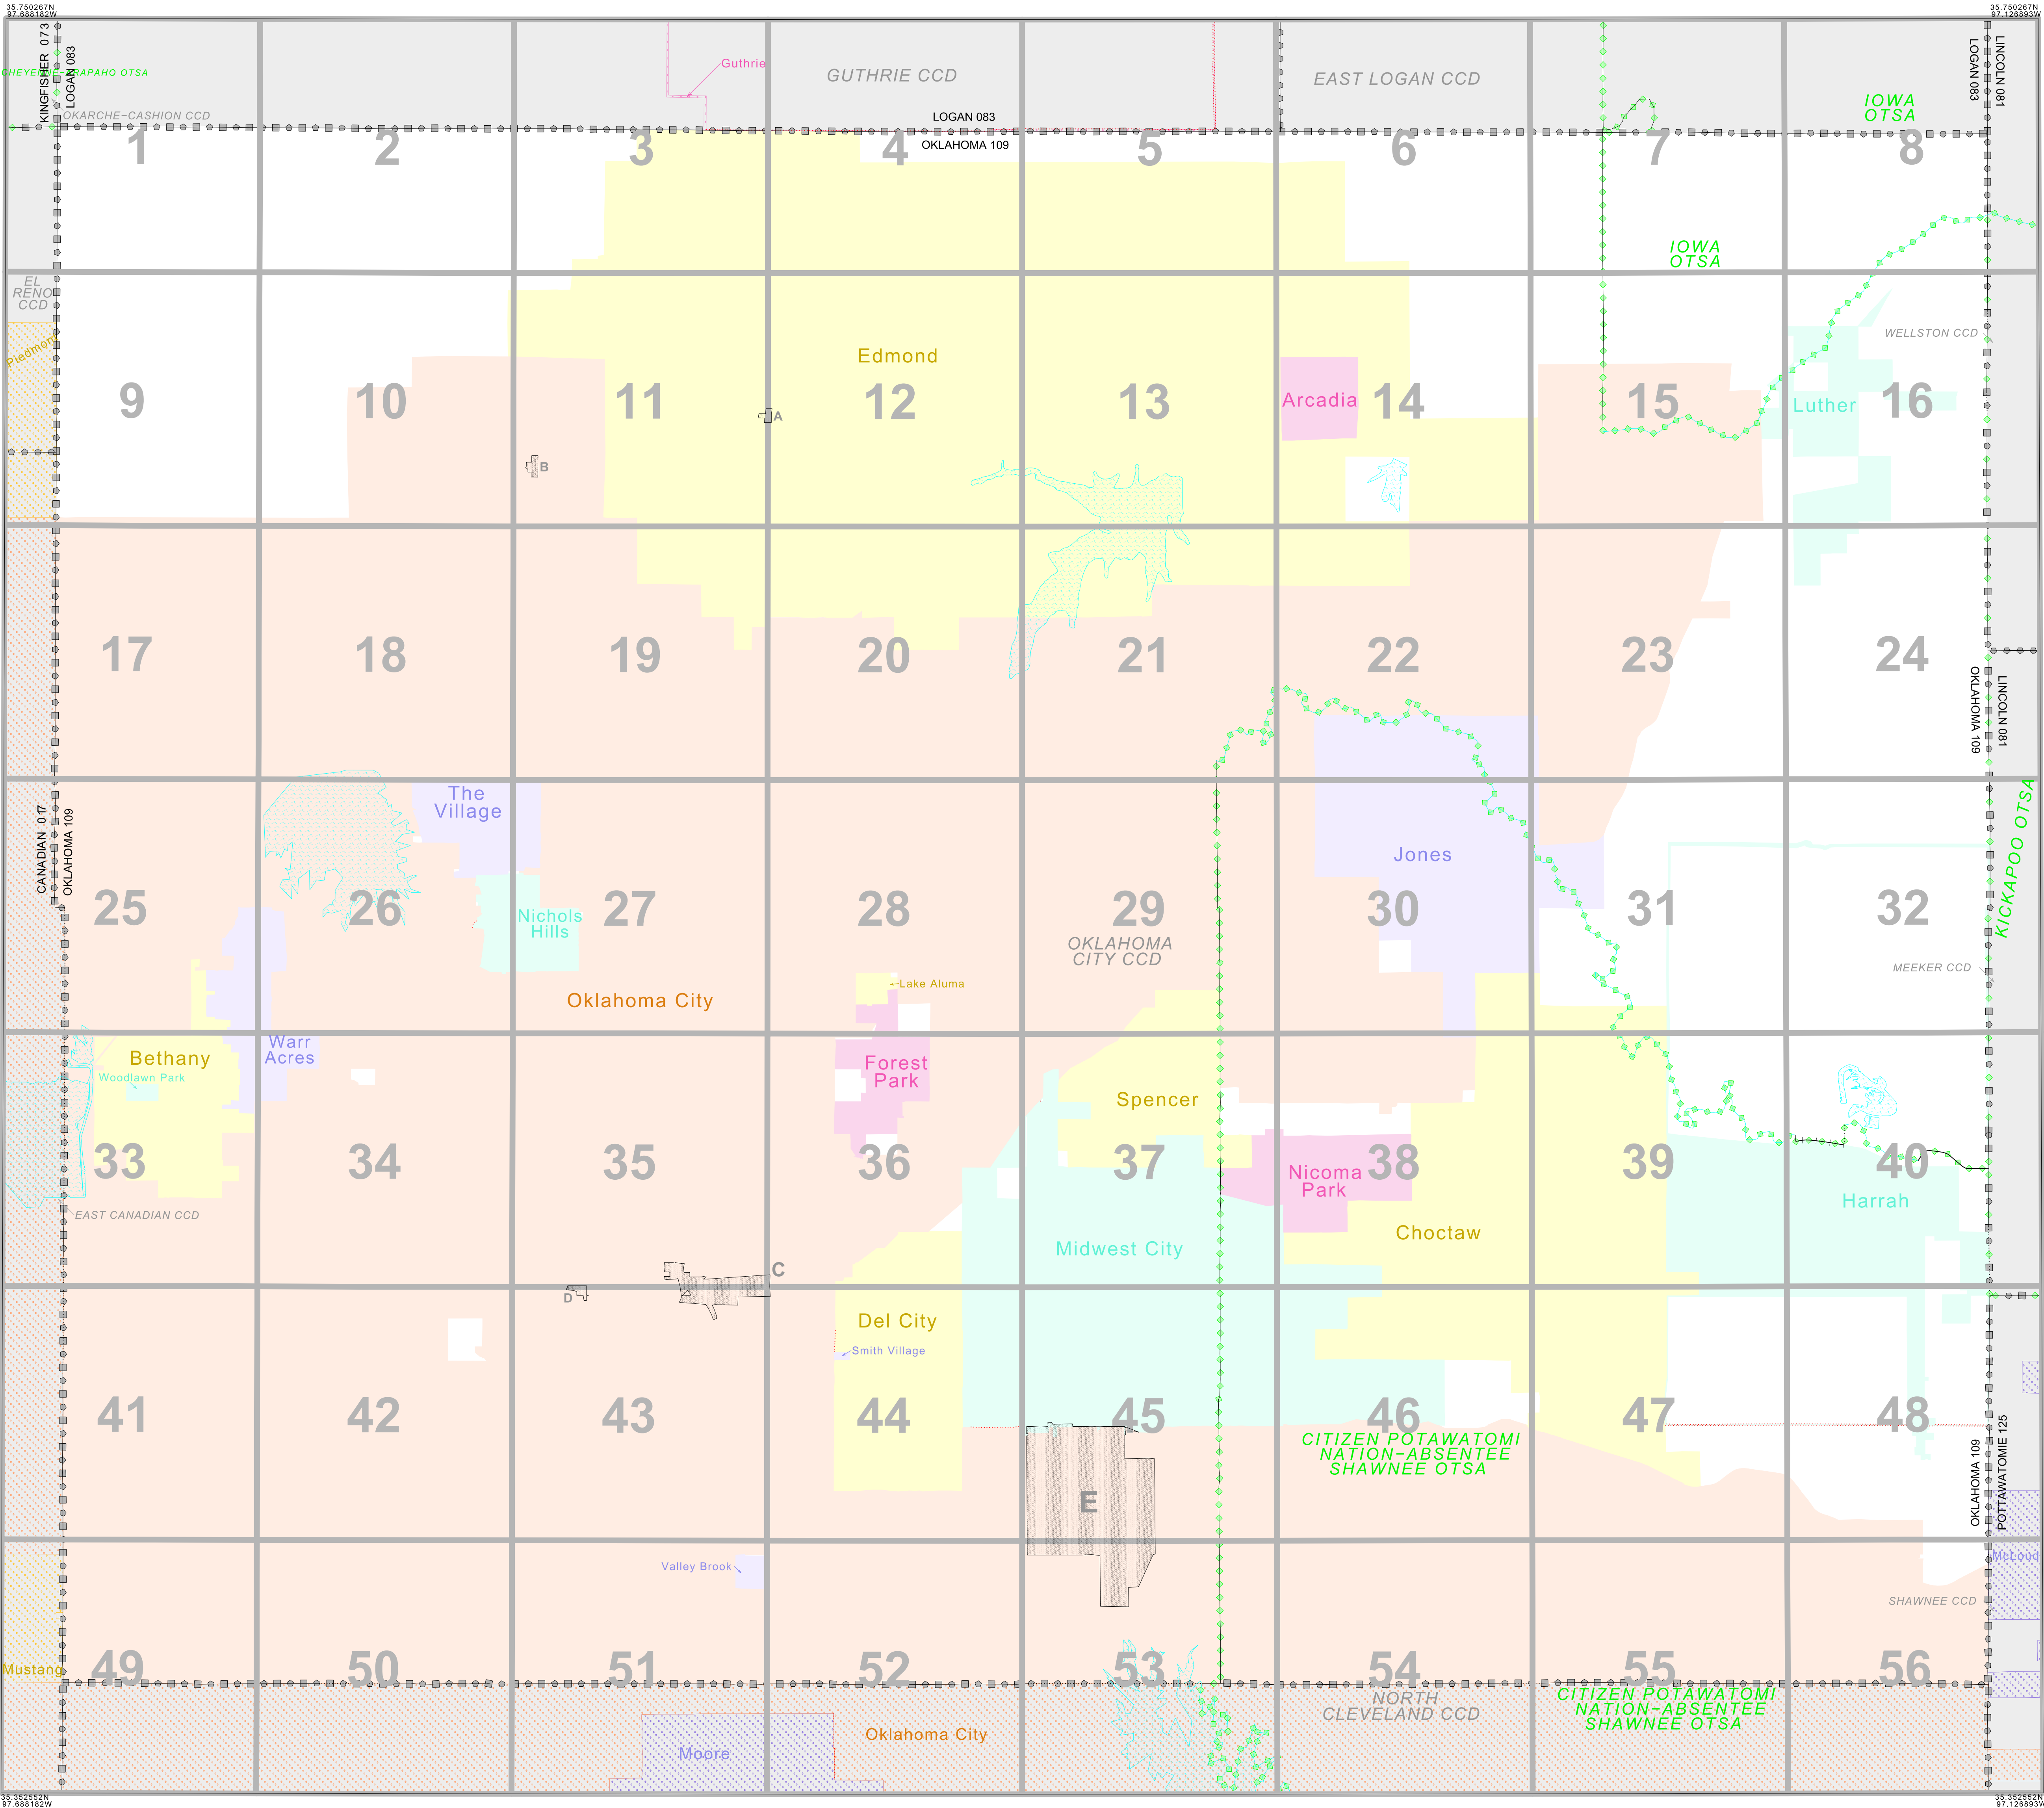 35.750267N
97.688182W
35.750267N
97.126893W
KINGFISHER 073
LOGAN 083
CHEYENNE-ARAPAHO OTSA
OKARCHE-CASHION CCD
Guthrie
GUTHRIE CCD
EAST LOGAN CCD
LOGAN 083
LINCOLN 081
IOWA
OTSA
LOGAN 083
OKLAHOMA 109
1
2
3
4
5
6
7
8
IOWA
OTSA
EL
RENO
CCD
Piedmont
WELLSTON CCD
Edmond
Arcadia
Luther
9
10
11
12
13
14
15
16
A
B
17
18
19
20
21
22
23
24
OKLAHOMA 109
LINCOLN 081
CANADIAN 017
OKLAHOMA 109
The
Village
Jones
KICKAPOO OTSA
25
26
27
28
29
30
31
32
Nichols
Hills
OKLAHOMA
CITY CCD
MEEKER CCD
Lake Aluma
Oklahoma City
Bethany
Warr
Acres
Woodlawn Park
Forest
Park
Spencer
33
34
35
36
37
38
39
40
Nicoma
Park
Harrah
EAST CANADIAN CCD
Choctaw
Midwest City
C
D
Del City
Smith Village
41
42
43
44
45
46
47
48
CITIZEN POTAWATOMI
NATION-ABSENTEE
SHAWNEE OTSA
OKLAHOMA 109
POTTAWATOMIE 125
E
McLoud
Valley Brook
SHAWNEE CCD
Mustang
49
50
51
52
53
54
55
56
NORTH
CLEVELAND CCD
CITIZEN POTAWATOMI
NATION-ABSENTEE
SHAWNEE OTSA
Oklahoma City
Moore
35.352552N
97.688182W
35.352552N
97.126893W